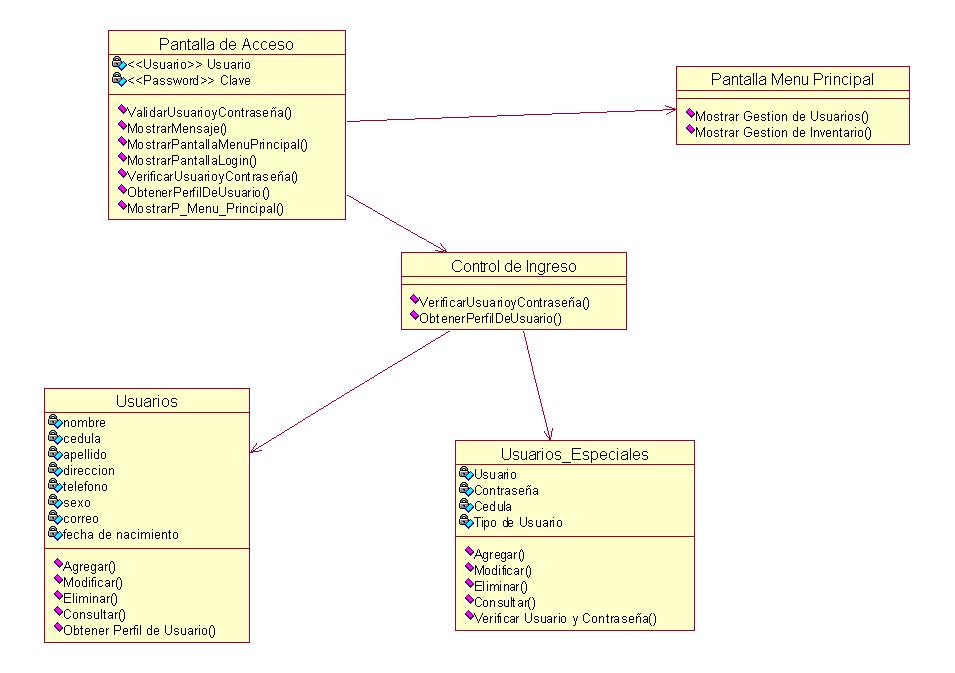 Pantalla de Acceso
<<Usuario>> Usuario
<<Password>> Clave
ValidarUsuarioyContraseña()
MostrarMensaje()
MostrarPantallaMenuPrincipal()
MostrarPantallaLogin()
VerificarUsuarioyContraseña()
ObtenerPerfilDeUsuario()
MostrarP_Menu_Principal()
Pantalla Menu Principal
Mostrar Gestion de Usuarios()
Mostrar Gestion de Inventario()
Control de Ingreso
VerificarUsuarioyContraseña()
ObtenerPerfilDeUsuario()
Usuarios
nombre
cedula
apellido
direccion
telefono
sexo
correo
fecha de nacimiento
Agregar()
Modificar()
Eliminar()
Consultar()
Obtener Perfil de Usuario()
Usuarios_Especiales
Usuario
Contraseña
Cedula
Tipo de Usuario
Agregar()
Modificar()
Eliminar()
Consultar()
Verificar Usuario y Contraseña()